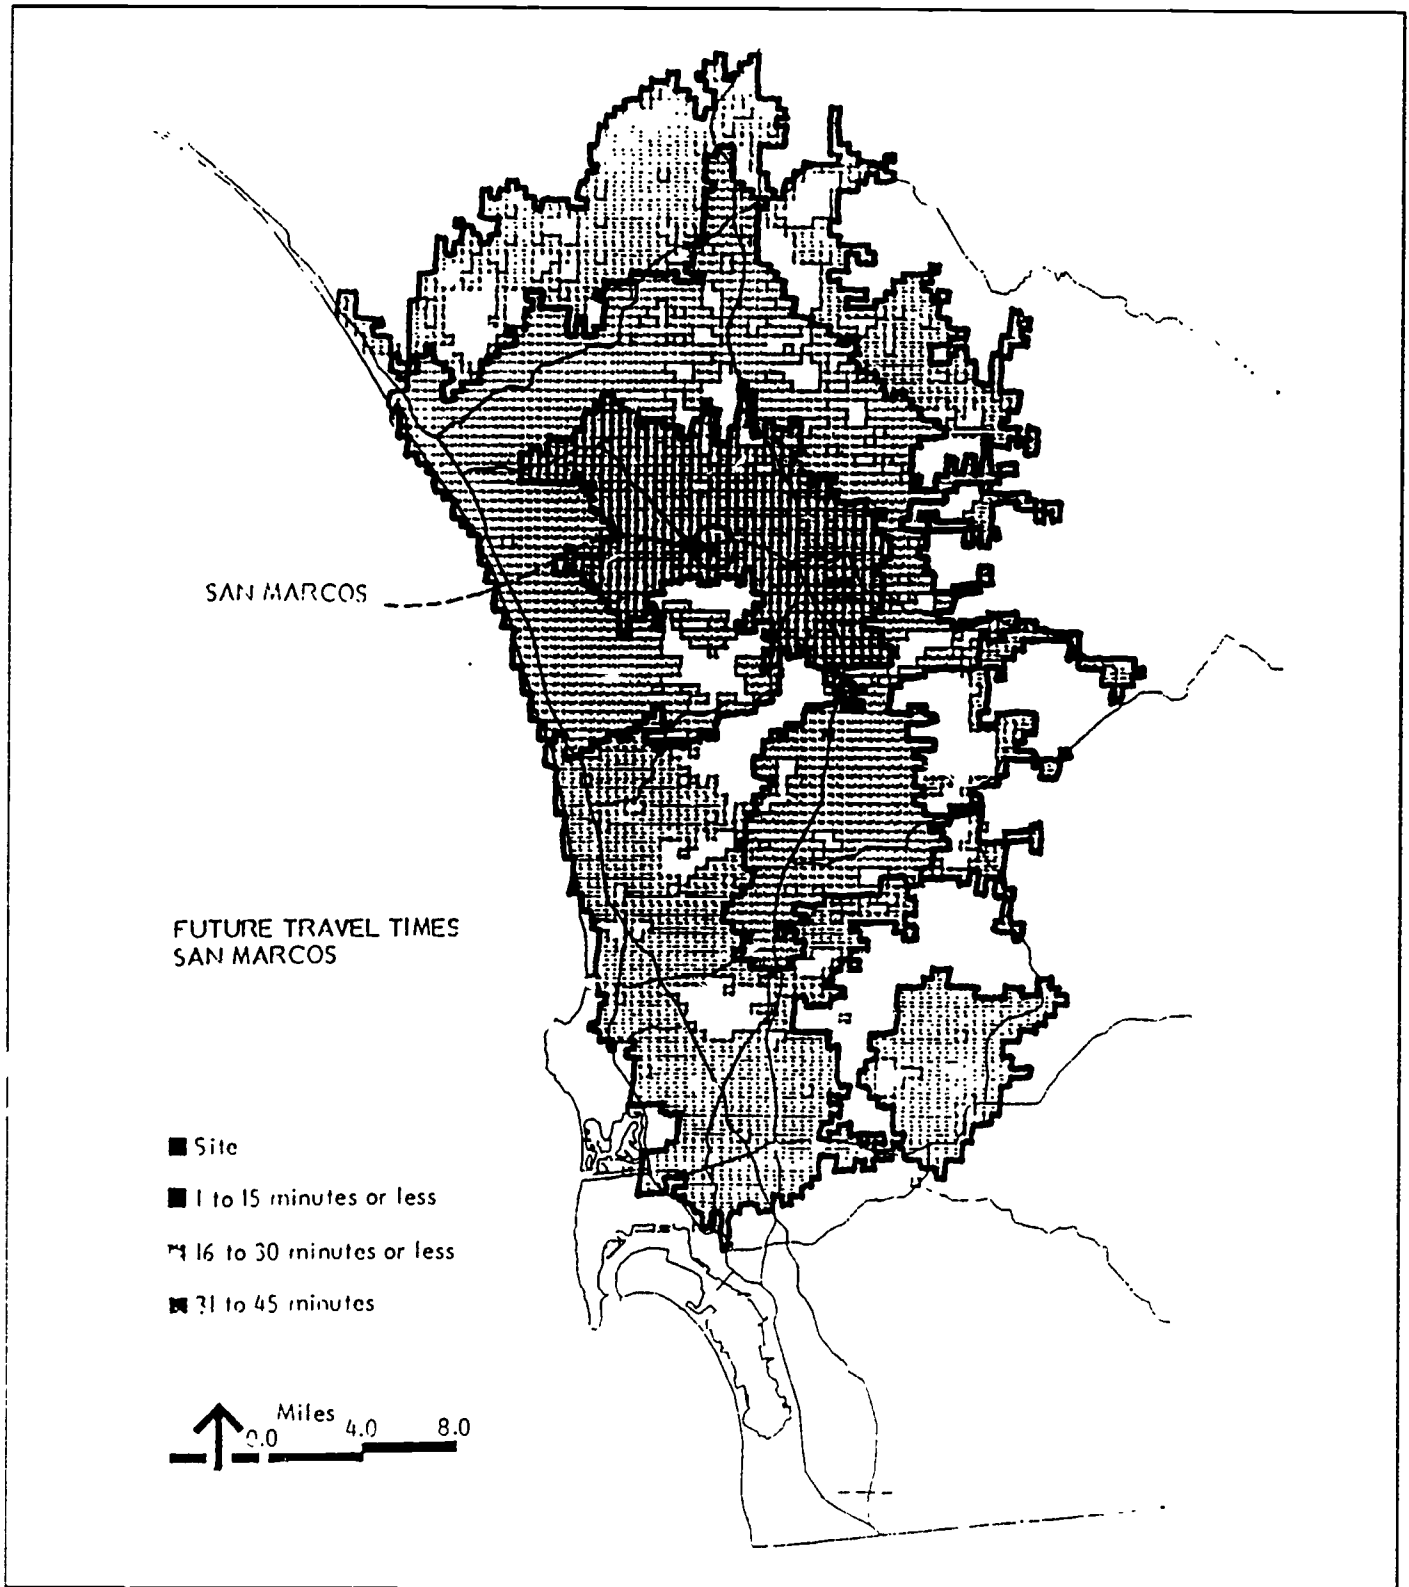 SAN MARCOS
FUTURE TRAVEL TIMES
SAN MARCOS
Site
1 to 15 minutes or less
16 to 30 minutes or less
31 to 45 minutes
Miles
0.0 4.0 8.0